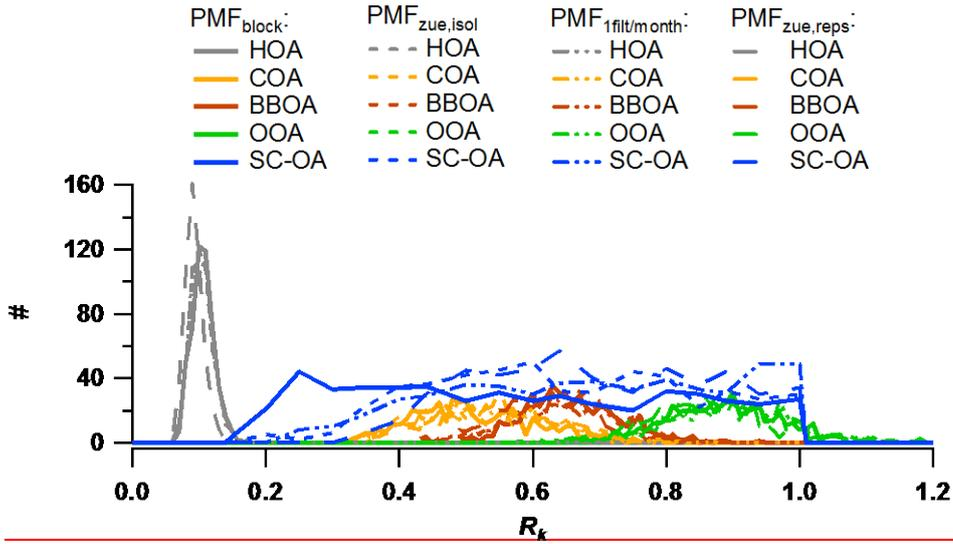 PMFblock: PMFzue,isol PMF1filt/month: PMFzue,reps:
HOA HOA HOA HOA
COA COA COA COA
BBOA BBOA BBOA BBOA
OOA OOA OOA OOA
SC-OA SC-OA SC-OA SC-OA
160
120
80
40
0
#
0.0 0.2 0.4 0.6 0.8 1.0 1.2
Rk